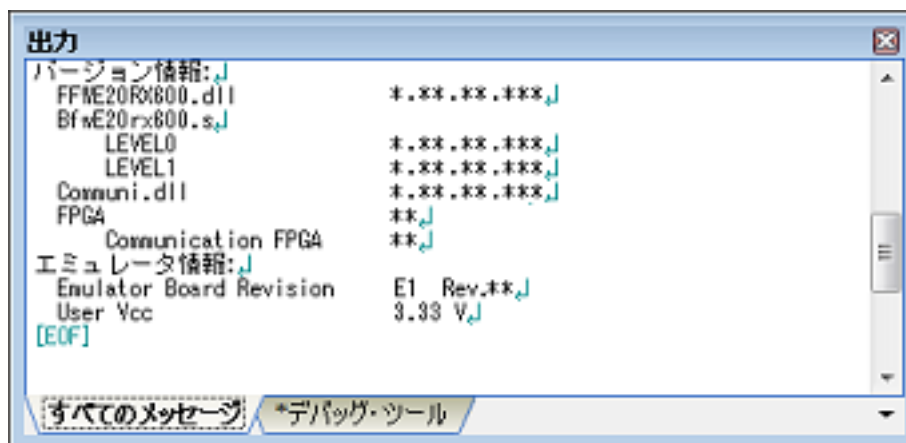 出力
バージョン情報:↲
FFWE20RX600.dll *.**.**.***↲
BfwE20rx600.s↲
LEVEL0 *.**.**.***↲
LEVEL1 *.**.**.***↲
Communi.dll *.**.**.***↲
FPGA **↲
Communication FPGA **↲
エミュレータ情報:↲
Emulator Board Revision E1 Rev.**↲
User Vcc 3.33 V↲
[EOF]
すべてのメッセージ *デバッグ・ツール